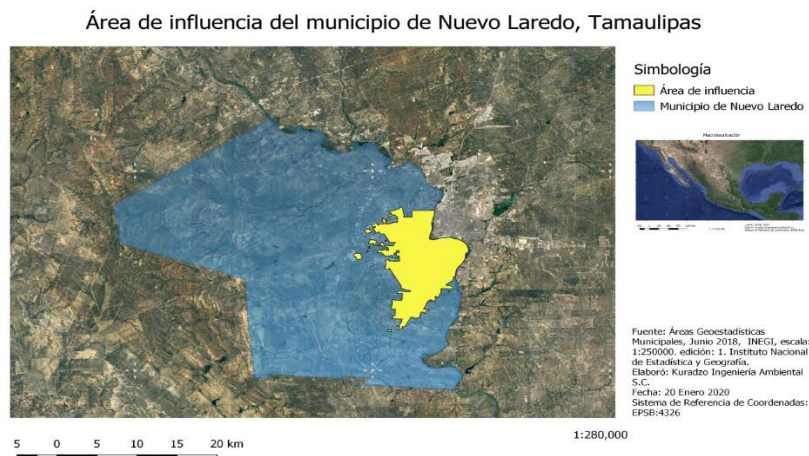 Área de influencia del municipio de Nuevo Laredo, Tamaulipas
Simbología
Área de influencia
Municipio de Nuevo Laredo
Macrolocalización
Fuente: Áreas Geoestadísticas
Municipales, Junio 2018, INEGI, escala:
1:250000. edición: 1. Instituto Nacional
de Estadística y Geografía.
Elaboró: Kuradzo Ingeniería Ambiental
S.C.
Fecha: 20 Enero 2020
Sistema de Referencia de Coordenadas:
EPSB:4326
1:280,000
5 0 5 10 15 20 km